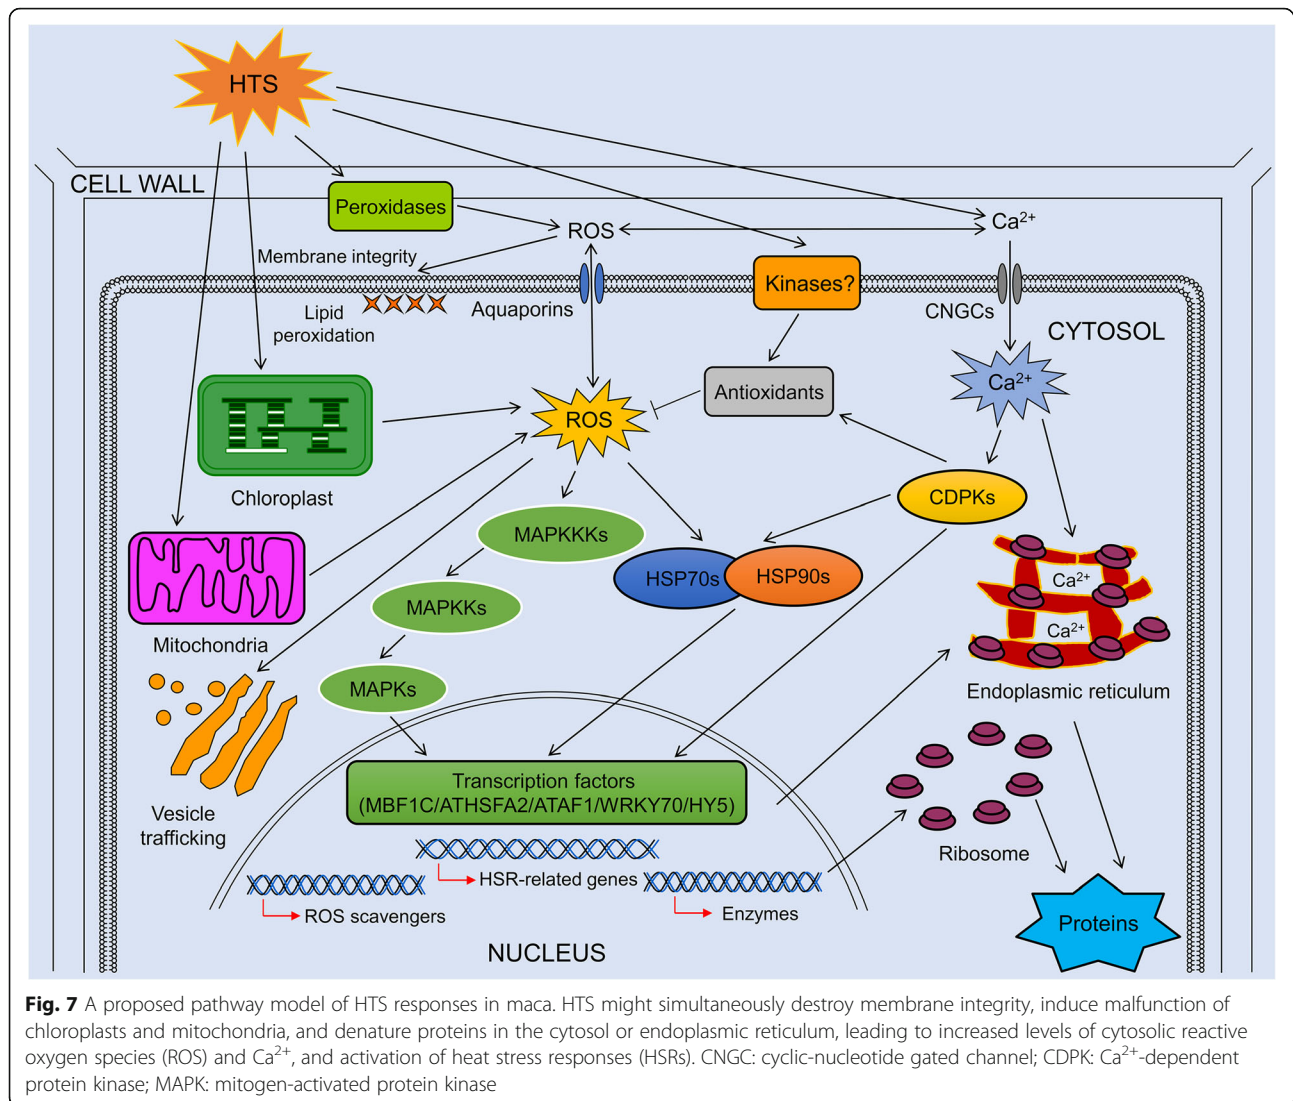 HTS
CELL WALL
Peroxidases
ROS
Ca²⁺
Membrane integrity
Kinases?
Lipid
peroxidation
Aquaporins
CNGCs
CYTOSOL
Ca²⁺
Antioxidants
ROS
Chloroplast
CDPKs
MAPKKKs
HSP70s
HSP90s
Ca²⁺
MAPKKs
Ca²⁺
Mitochondria
MAPKs
Endoplasmic reticulum
Transcription factors
(MBF1C/ATHSFA2/ATAF1/WRKY70/HY5)
Vesicle
trafficking
Ribosome
HSR-related genes
ROS scavengers
Enzymes
Proteins
NUCLEUS
Fig. 7 A proposed pathway model of HTS responses in maca. HTS might simultaneously destroy membrane integrity, induce malfunction of
chloroplasts and mitochondria, and denature proteins in the cytosol or endoplasmic reticulum, leading to increased levels of cytosolic reactive
oxygen species (ROS) and Ca²⁺, and activation of heat stress responses (HSRs). CNGC: cyclic-nucleotide gated channel; CDPK: Ca²⁺-dependent
protein kinase; MAPK: mitogen-activated protein kinase